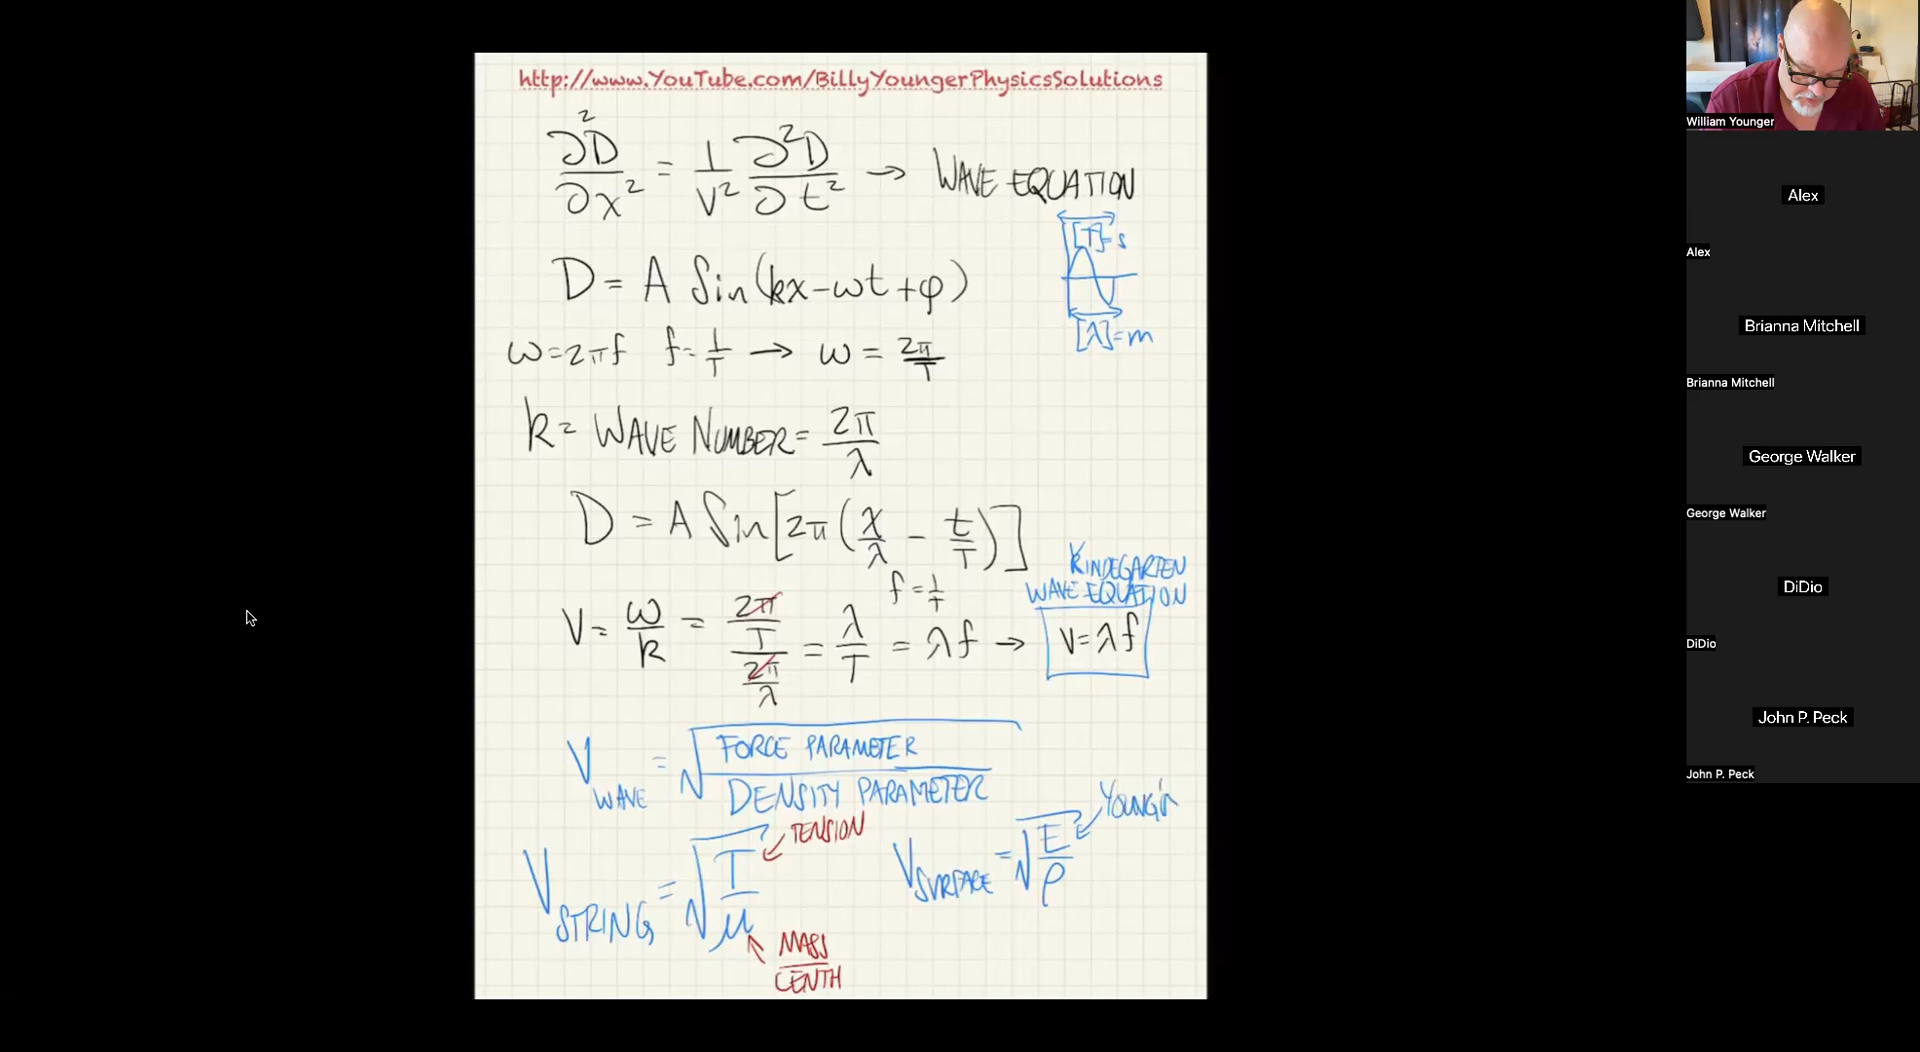 http://www.YouTube.com/BillyYoungerPhysicsSolutions
∂²D/∂x² = 1/V² ∂²D/∂t² → WAVE EQUATION
[T]=s
D = A Sin(kx-ωt+φ)
[λ]=m
ω=2πf f=1/T → ω = 2π/T
k = WAVE NUMBER = 2π/λ
D = A Sin[2π(x/λ - t/T)]
f=1/T
KINDEGARTEN
WAVE EQUATION
V = ω/k = (2π/T)/(2π/λ) = λ/T = λf → V=λf
V WAVE = √(FORCE PARAMETER/DENSITY PARAMETER)
YOUNG'S
TENSION
V STRING = √(T/μ)
V SURFACE = √(E/ρ)
MASS
LENTH
William Younger
Alex
Alex
Brianna Mitchell
Brianna Mitchell
George Walker
George Walker
DiDio
DiDio
John P. Peck
John P. Peck